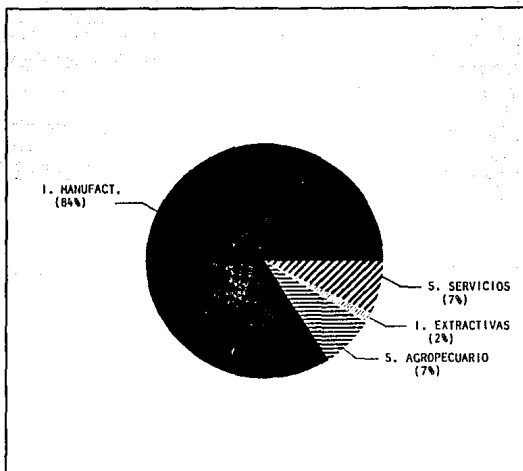 I. MANUFACT.
(84%)
S. SERVICIOS
(7%)
I. EXTRACTIVAS
(2%)
S. AGROPECUARIO
(7%)